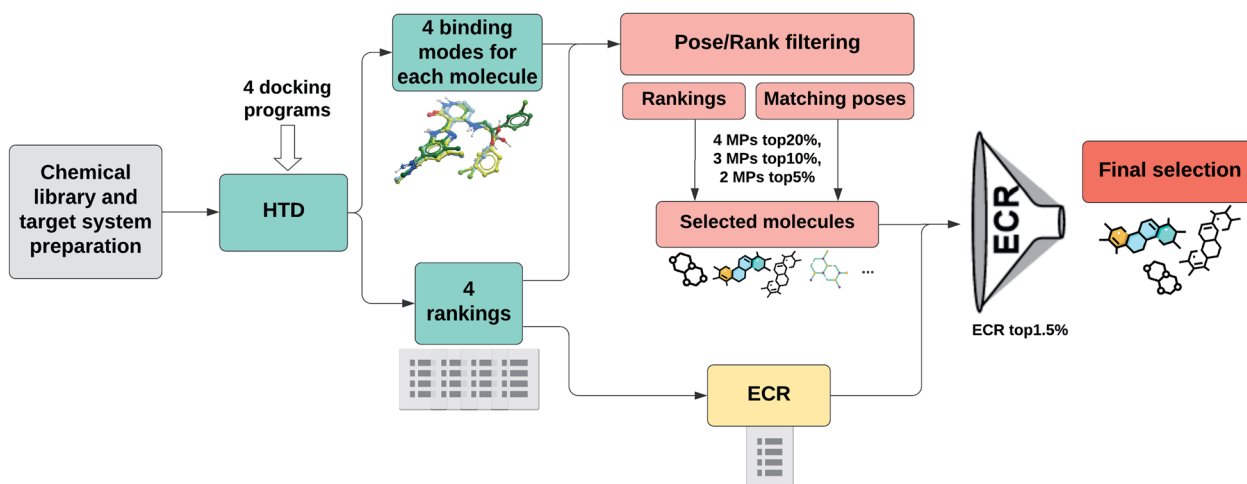 Chemical
library and
target system
preparation
4 docking
programs
HTD
4 binding
modes for
each molecule
4
rankings
Pose/Rank filtering
Rankings
Matching poses
4 MPs top20%,
3 MPs top10%,
2 MPs top5%
Selected molecules
...
ECR
ECR
ECR top1.5%
Final selection